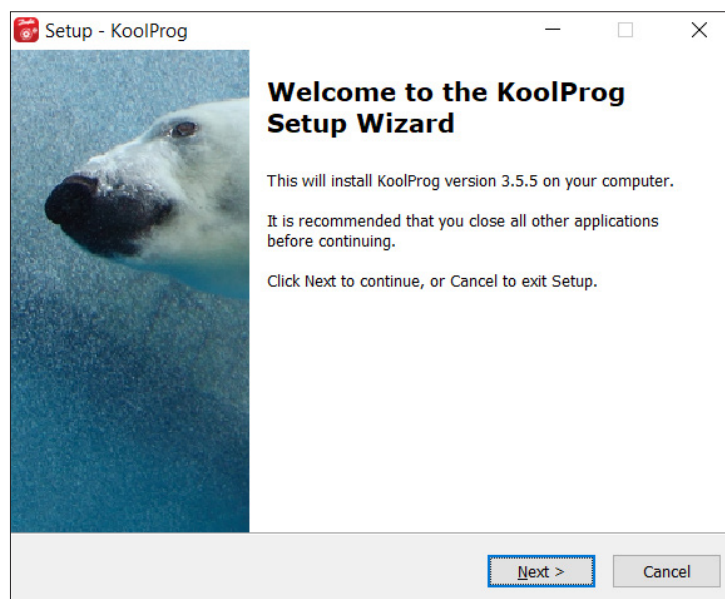 Setup - KoolProg
Welcome to the KoolProg
Setup Wizard
This will install KoolProg version 3.5.5 on your computer.
It is recommended that you close all other applications
before continuing.
Click Next to continue, or Cancel to exit Setup.
Next >
Cancel